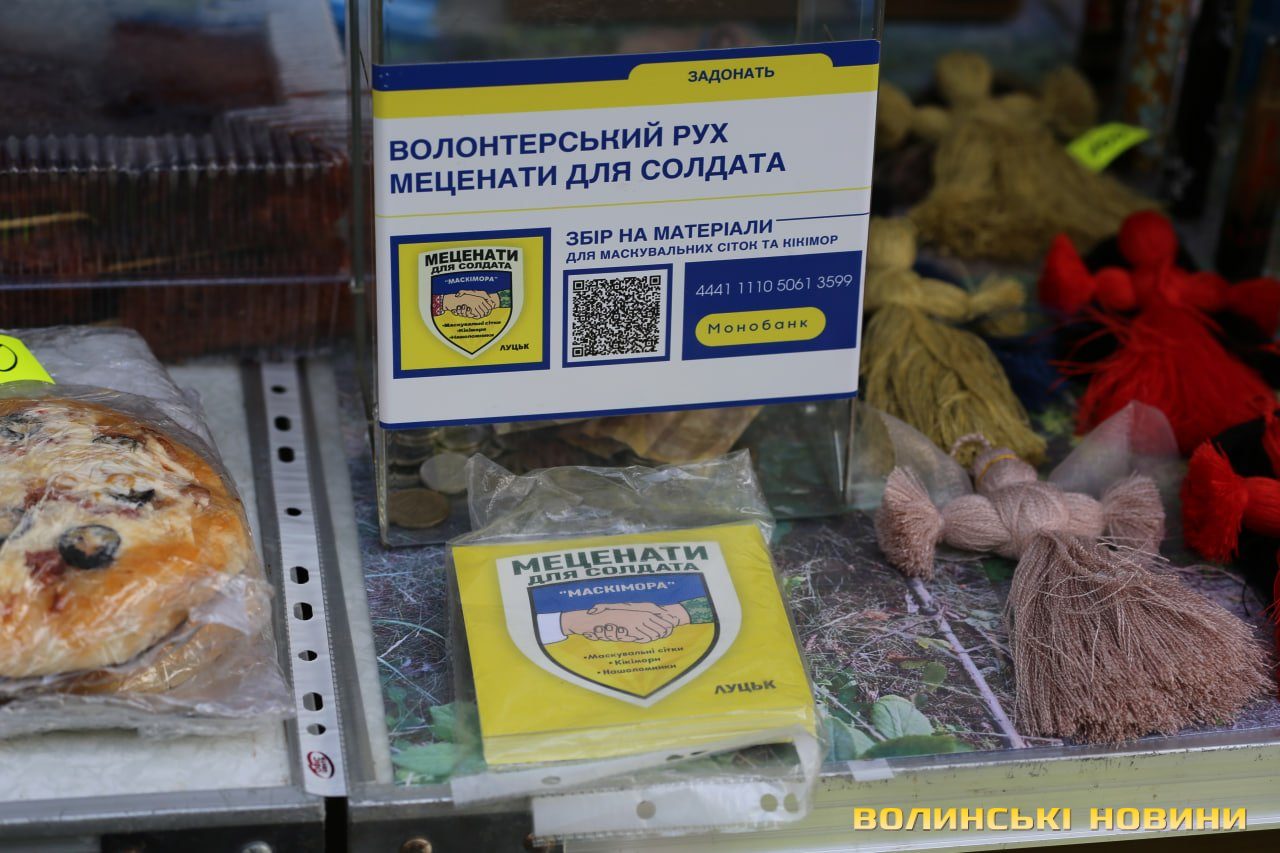 ЗАДОНАТЬ
ВОЛОНТЕРСЬКИЙ РУХ
МЕЦЕНАТИ ДЛЯ СОЛДАТА
ЗБІР НА МАТЕРІАЛИ
ДЛЯ МАСКУВАЛЬНИХ СІТОК ТА КІКІМОР
МЕЦЕНАТИ
ДЛЯ СОЛДАТА
"МАСКІМОРА"
•Маскувальні сітки
•Кікімори
•Нашоломники
ЛУЦЬК
4441 1110 5061 3599
Монобанк
МЕЦЕНАТИ
ДЛЯ СОЛДАТА
"МАСКІМОРА"
•Маскувальні сітки
•Кікімори
•Нашоломники
ЛУЦЬК
ВОЛИНСЬКІ НОВИНИ